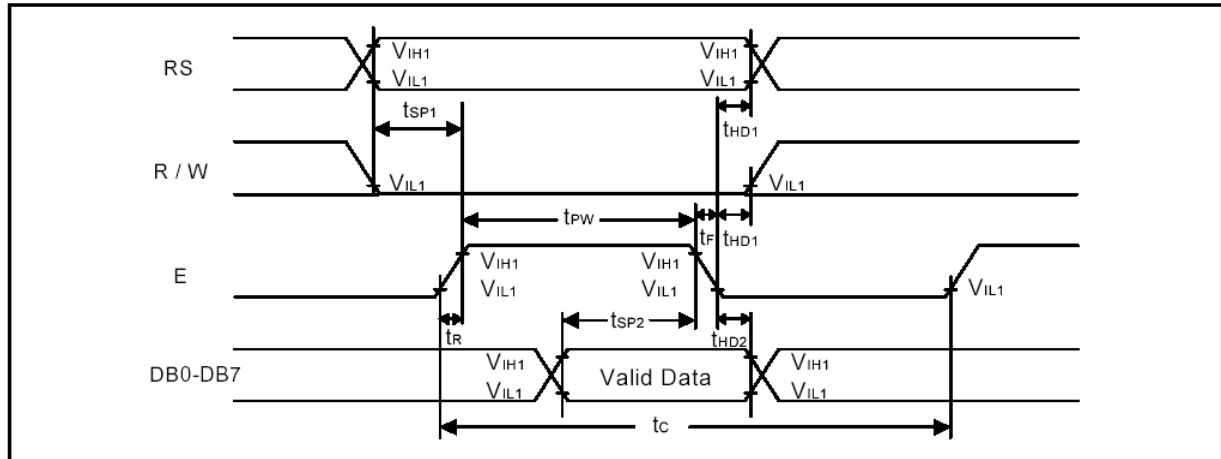 RS
VIH1
VIH1
VIL1
VIL1
tSP1
tHD1
R / W
VIL1
VIL1
tPW
tF
tHD1
E
VIH1
VIH1
VIL1
VIL1
VIL1
tSP2
tR
tHD2
DB0-DB7
VIH1
Valid Data
VIH1
VIL1
VIL1
tC